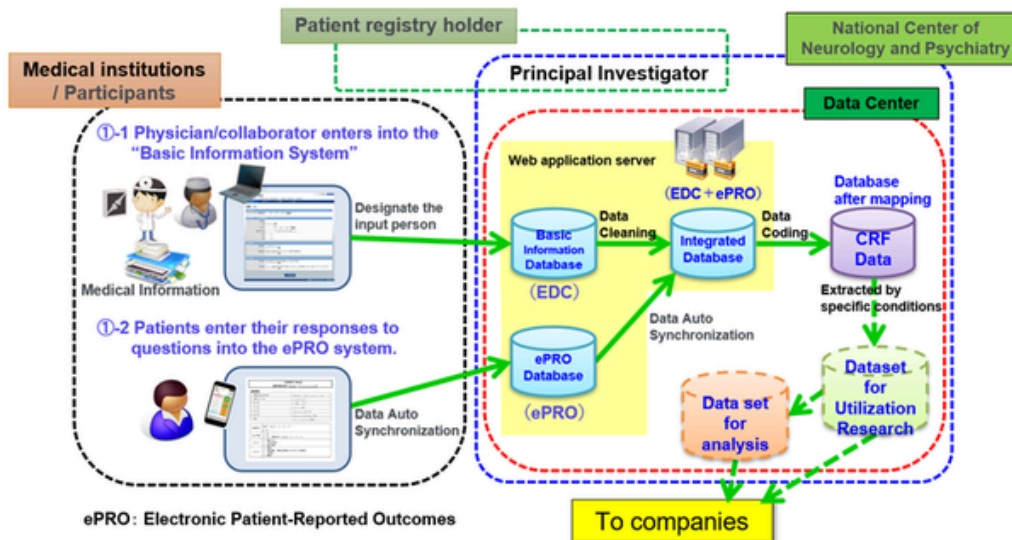 Patient registry holder
National Center of
Neurology and Psychiatry
Medical institutions
/ Participants
Principal Investigator
Data Center
①-1 Physician/collaborator enters into the
“Basic Information System”
Web application server
(EDC＋ePRO)
Database
after mapping
Designate the
input person
Data
Cleaning
Data
Coding
Basic
Information
Database
(EDC)
Integrated
Database
CRF
Data
Medical Information
Extracted by
specific conditions
①-2 Patients enter their responses to
questions into the ePRO system.
Data Auto
Synchronization
ePRO
Database
(ePRO)
Data Auto
Synchronization
Data set
for
analysis
Dataset
for
Utilization
Research
ePRO: Electronic Patient-Reported Outcomes
To companies